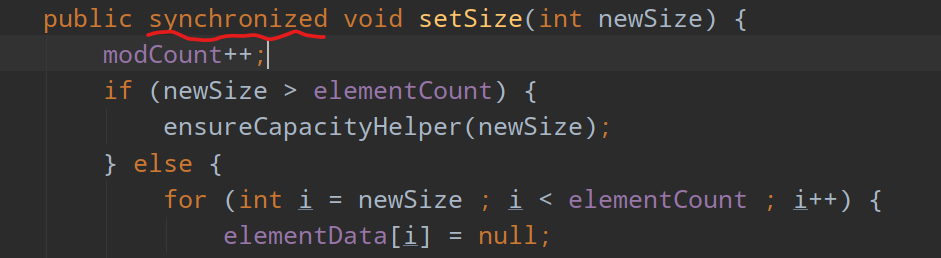 public synchronized void setSize(int newSize) {
modCount++;
if (newSize > elementCount) {
ensureCapacityHelper(newSize);
} else {
for (int i = newSize ; i < elementCount ; i++) {
elementData[i] = null;